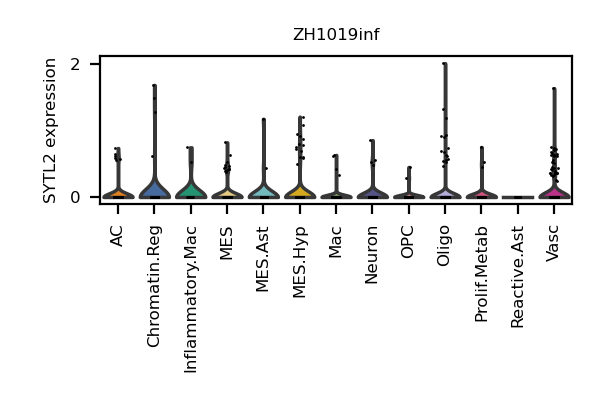 ZH1019inf
SYTL2 expression
2
0
AC
Chromatin.Reg
Inflammatory.Mac
MES
MES.Ast
MES.Hyp
Mac
Neuron
OPC
Oligo
Prolif.Metab
Reactive.Ast
Vasc